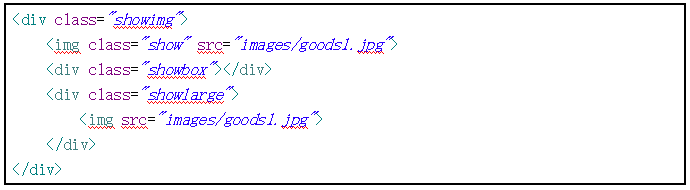 <div class="showimg">
<img class="show" src="images/goods1.jpg">
<div class="showbox"></div>
<div class="showlarge">
<img src="images/goods1.jpg">
</div>
</div>